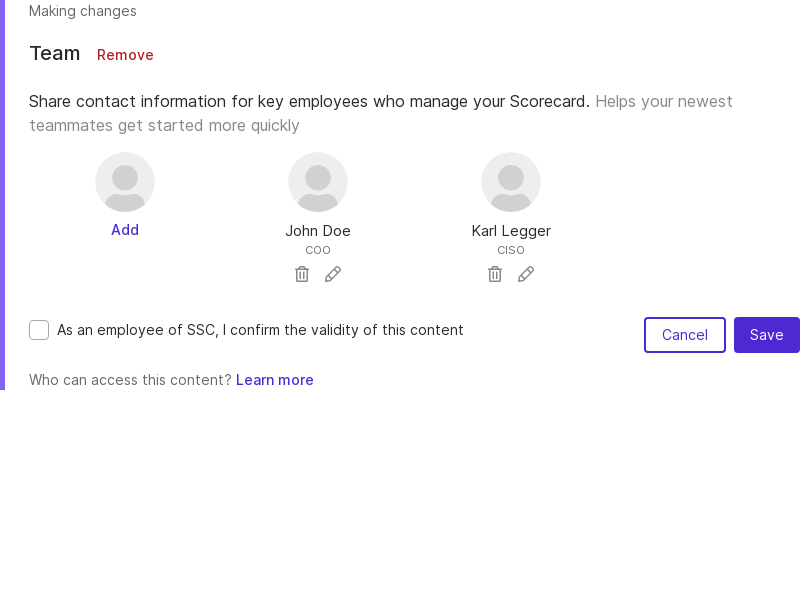 Making changes
Team Remove
Share contact information for key employees who manage your Scorecard. Helps your newest
teammates get started more quickly
Add
John Doe
COO
Karl Legger
CISO
As an employee of SSC, I confirm the validity of this content
Cancel
Save
Who can access this content? Learn more